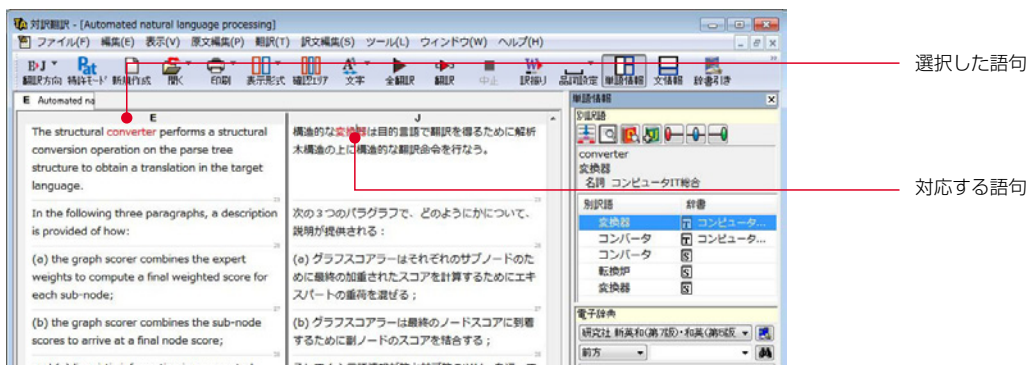 対訳翻訳 - [Automated natural language processing]
ファイル(F) 編集(E) 表示(V) 原文編集(P) 翻訳(T) 訳文編集(S) ツール(L) ウィンドウ(W) ヘルプ(H)
翻訳方向 特許モード 新規作成 開く 印刷 表示形式 確認エリア 文字 全翻訳 翻訳 中止 訳振り 品詞設定 単語情報 文情報 辞書引き
選択した語句
E Automated na
単語情報
E
J
別訳語
The structural converter performs a structural
conversion operation on the parse tree
structure to obtain a translation in the target
language.
構造的な変換器は目的言語で翻訳を得るために解析
木構造の上に構造的な翻訳命令を行なう。
converter
変換器
名詞 コンピュータIT総合
対応する語句
別訳語 辞書
変換器 T コンピュータ...
コンバータ T コンピュータ...
コンバータ S
転換炉 S
変換器 S
In the following three paragraphs, a description
is provided of how:
次の3つのパラグラフで、どのようにかについて、
説明が提供される：
(a) the graph scorer combines the expert
weights to compute a final weighted score for
each sub-node;
(a) グラフスコアラーはそれぞれのサブノードのた
めに最終の加重されたスコアを計算するためにエキ
スパートの重荷を混ぜる；
(b) the graph scorer combines the sub-node
scores to arrive at a final node score;
(b) グラフスコアラーは最終のノードスコアに到着
するために副ノードのスコアを結合する；
電子辞典
研究社 新英和(第7版)・和英(第5版
前方